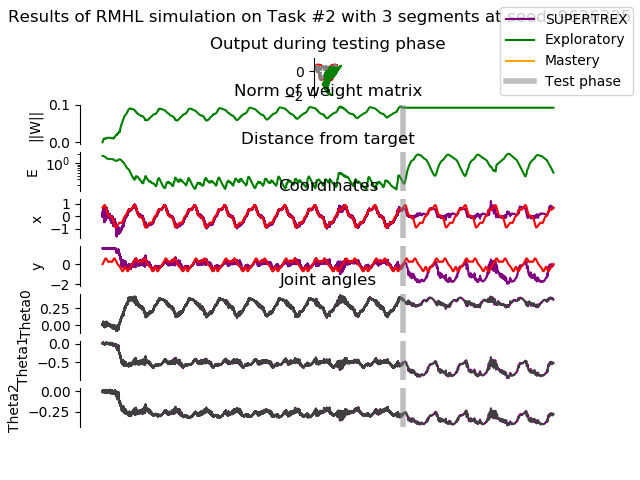 Results of RMHL simulation on Task #2 with 3 segments at
SUPERTREX
Exploratory
Mastery
Test phase
Output during testing phase
0
−2
Norm of weight matrix
0.1
0.0
||W||
Distance from target
10⁰
E
Coordinates
1
0
−1
x
0
−2
y
Joint angles
0.25
0.00
Theta0
0.0
−0.5
Theta1
0.00
−0.25
Theta2